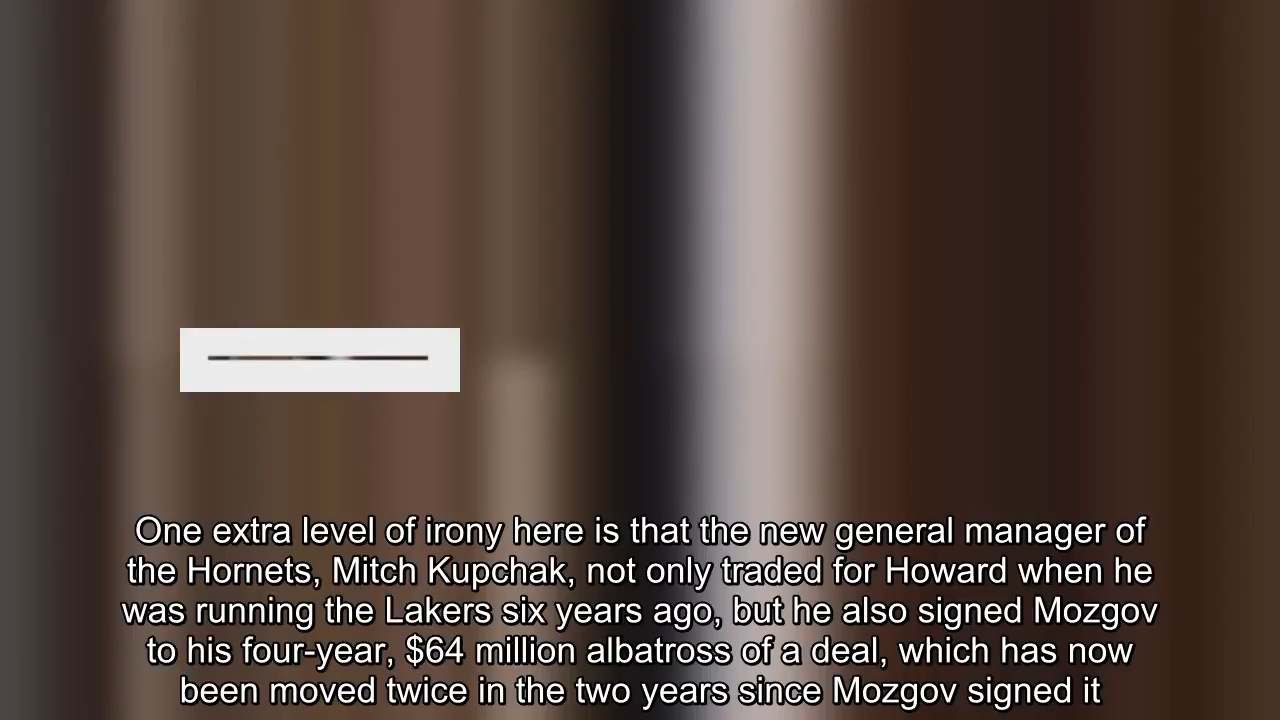 One extra level of irony here is that the new general manager of
the Hornets, Mitch Kupchak, not only traded for Howard when he
was running the Lakers six years ago, but he also signed Mozgov
to his four-year, $64 million albatross of a deal, which has now
been moved twice in the two years since Mozgov signed it